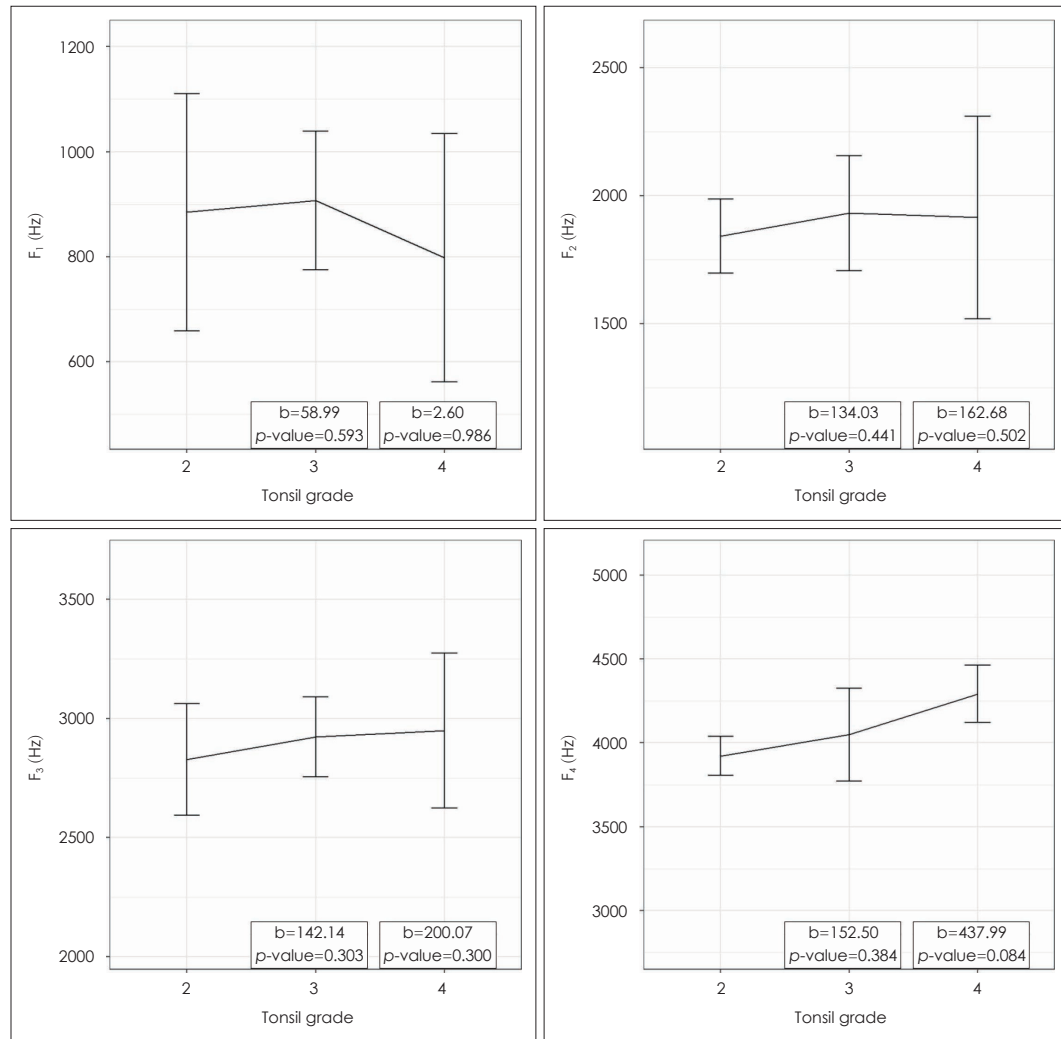 1200
1000
800
600
F₁ (Hz)
b=58.99
p-value=0.593
b=2.60
p-value=0.986
2 3 4
Tonsil grade
2500
2000
1500
F₂ (Hz)
b=134.03
p-value=0.441
b=162.68
p-value=0.502
2 3 4
Tonsil grade
3500
3000
2500
2000
F₃ (Hz)
b=142.14
p-value=0.303
b=200.07
p-value=0.300
2 3 4
Tonsil grade
5000
4500
4000
3500
3000
F₄ (Hz)
b=152.50
p-value=0.384
b=437.99
p-value=0.084
2 3 4
Tonsil grade